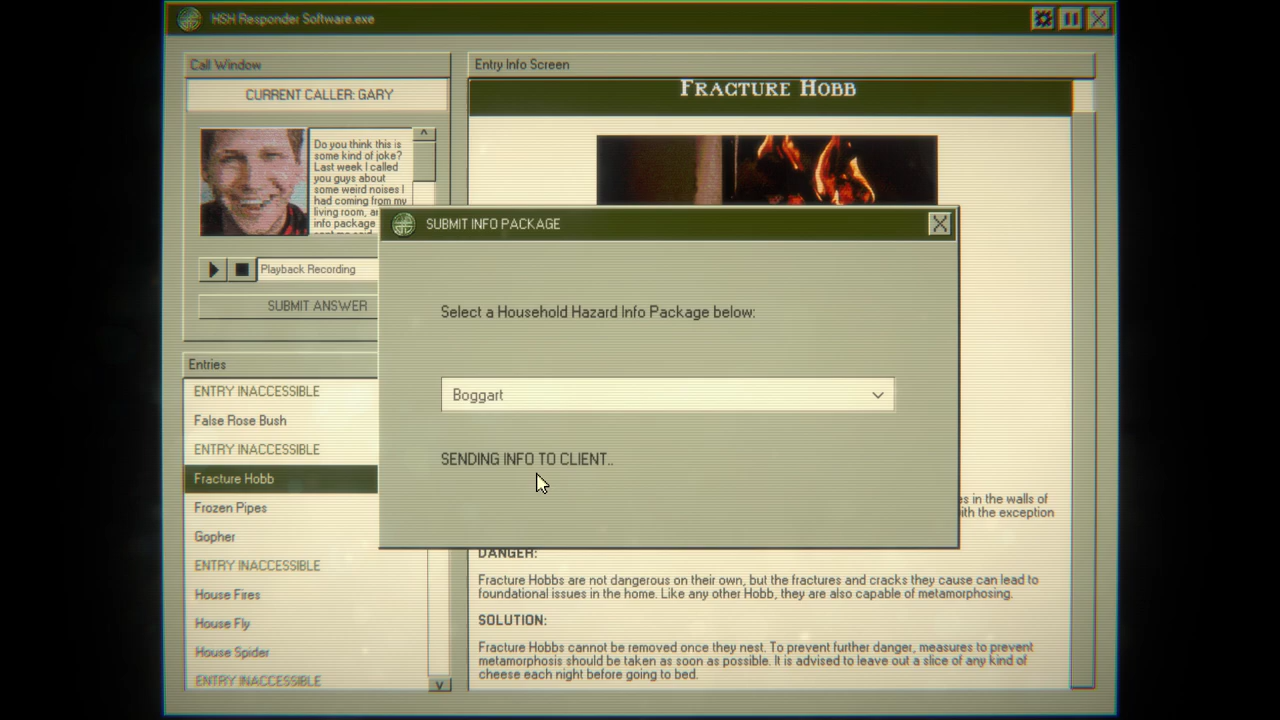 HSH Responder Software.exe
Call Window
CURRENT CALLER: GARY
Do you think this is
some kind of joke?
Last week I called
you guys about
some weird noises I
had coming from my
living room, an
info package
Playback Recording
SUBMIT ANSWER
Entries
ENTRY INACCESSIBLE
False Rose Bush
ENTRY INACCESSIBLE
Fracture Hobb
Frozen Pipes
Gopher
ENTRY INACCESSIBLE
House Fires
House Fly
House Spider
ENTRY INACCESSIBLE
Entry Info Screen
FRACTURE HOBB
SUBMIT INFO PACKAGE
Select a Household Hazard Info Package below:
Boggart
SENDING INFO TO CLIENT..
es in the walls of
ith the exception
DANGER:
Fracture Hobbs are not dangerous on their own, but the fractures and cracks they cause can lead to
foundational issues in the home. Like any other Hobb, they are also capable of metamorphosing.
SOLUTION:
Fracture Hobbs cannot be removed once they nest. To prevent further danger, measures to prevent
metamorphosis should be taken as soon as possible. It is advised to leave out a slice of any kind of
cheese each night before going to bed.